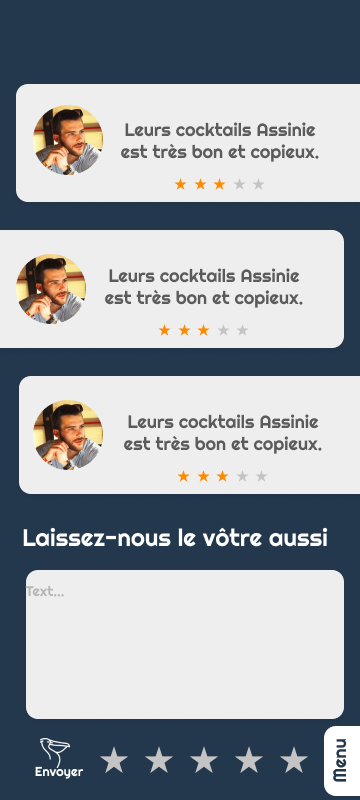 Leurs cocktails Assinie
est très bon et copieux.
Leurs cocktails Assinie
est très bon et copieux.
Leurs cocktails Assinie
est très bon et copieux.
Laissez-nous le vôtre aussi
Text...
Envoyer
Menu